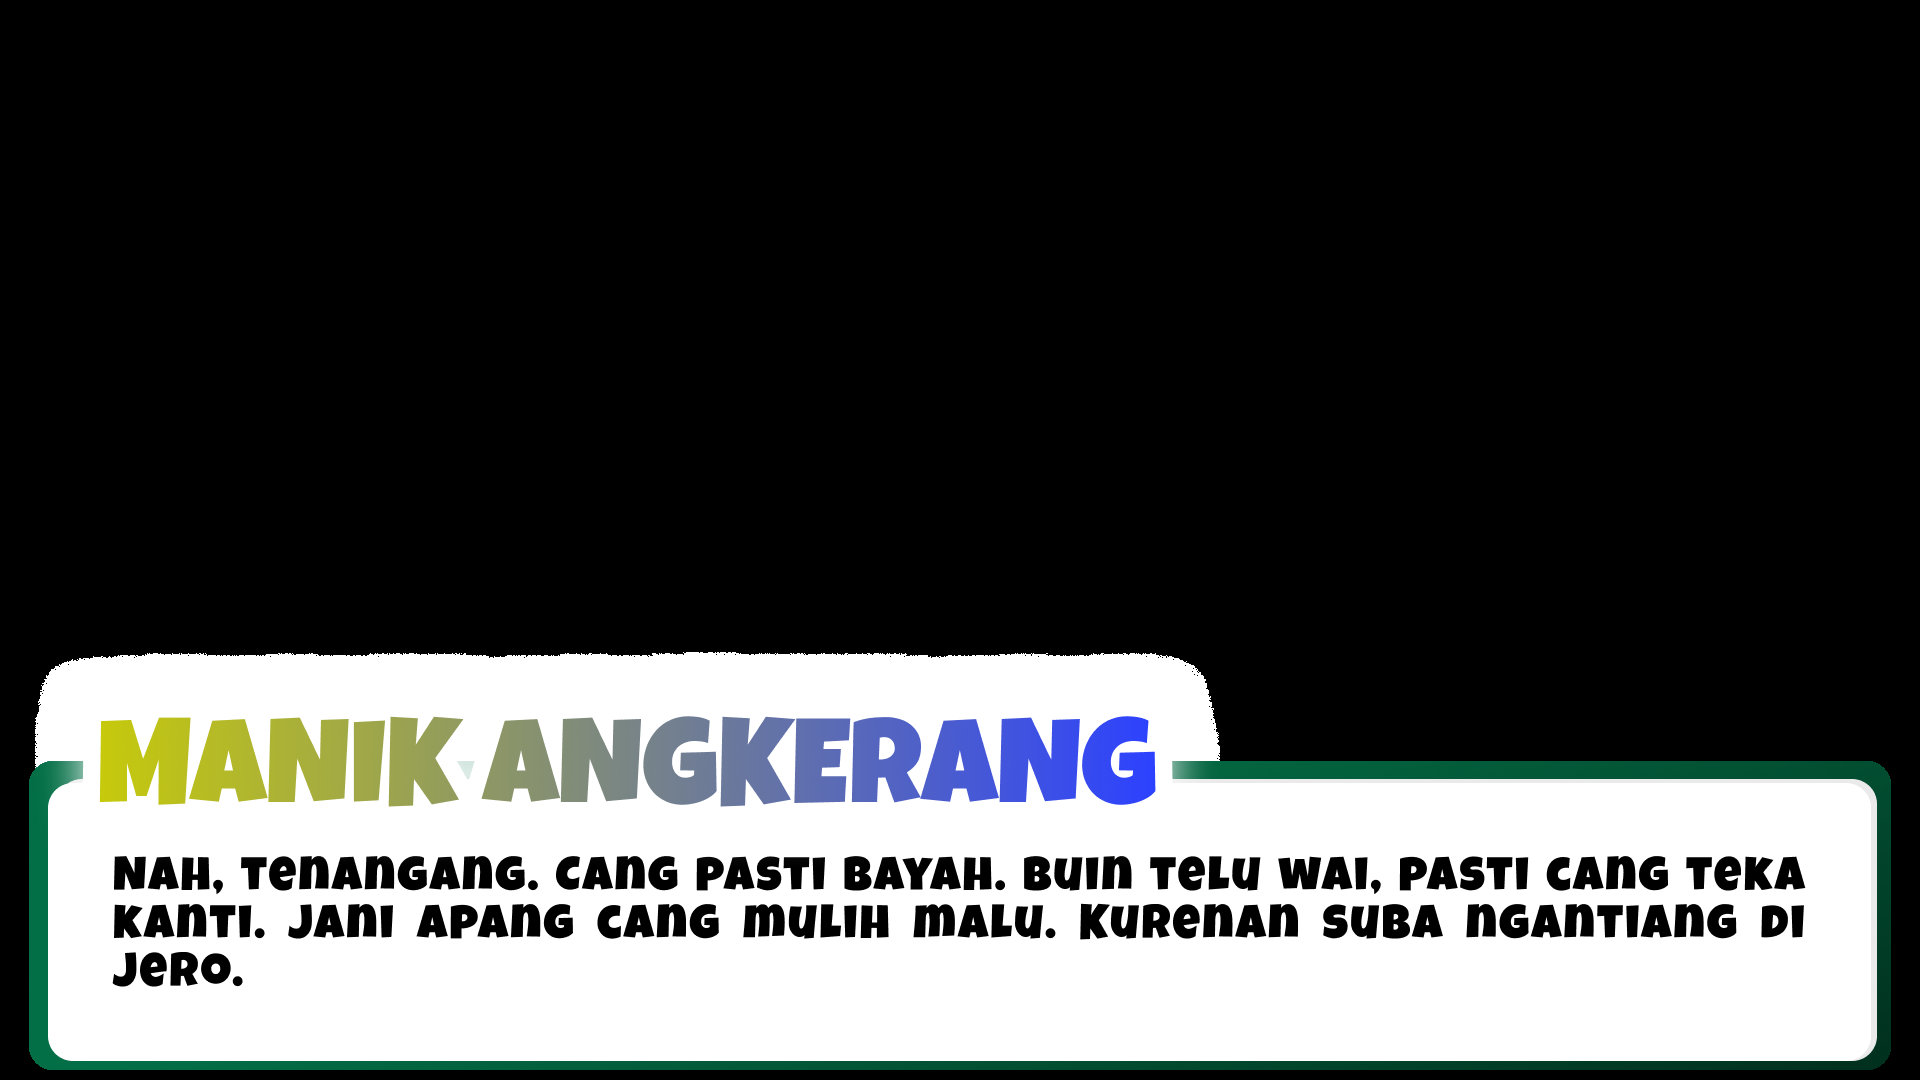 MANIK ANGKERANG
NAH, TENANGANG. CANG PASTI BAYAH. BUIN TELU WAI, PASTI CANG TEKA
KANTI. JANI APANG CANG MULIH MALU. KURENAN SUBA NGANTIANG DI
JERO.